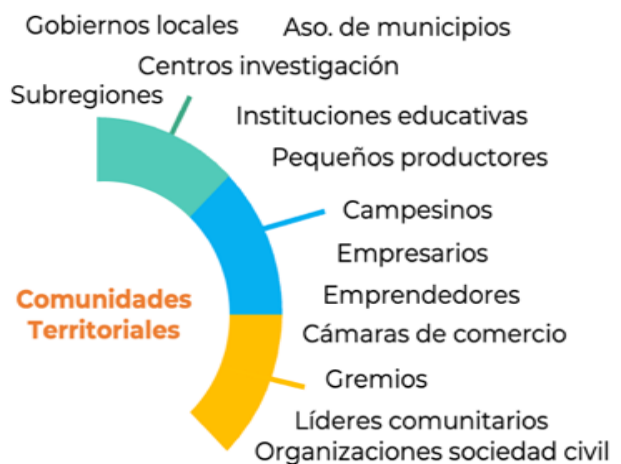 Gobiernos locales
Aso. de municipios
Centros investigación
Subregiones
Instituciones educativas
Pequeños productores
Campesinos
Empresarios
Emprendedores
Comunidades
Territoriales
Cámaras de comercio
Gremios
Líderes comunitarios
Organizaciones sociedad civil